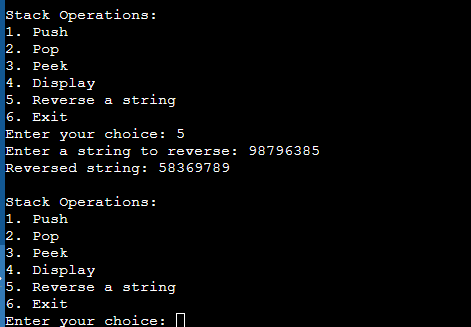 Stack Operations:
1. Push
2. Pop
3. Peek
4. Display
5. Reverse a string
6. Exit
Enter your choice: 5
Enter a string to reverse: 98796385
Reversed string: 58369789

Stack Operations:
1. Push
2. Pop
3. Peek
4. Display
5. Reverse a string
6. Exit
Enter your choice: